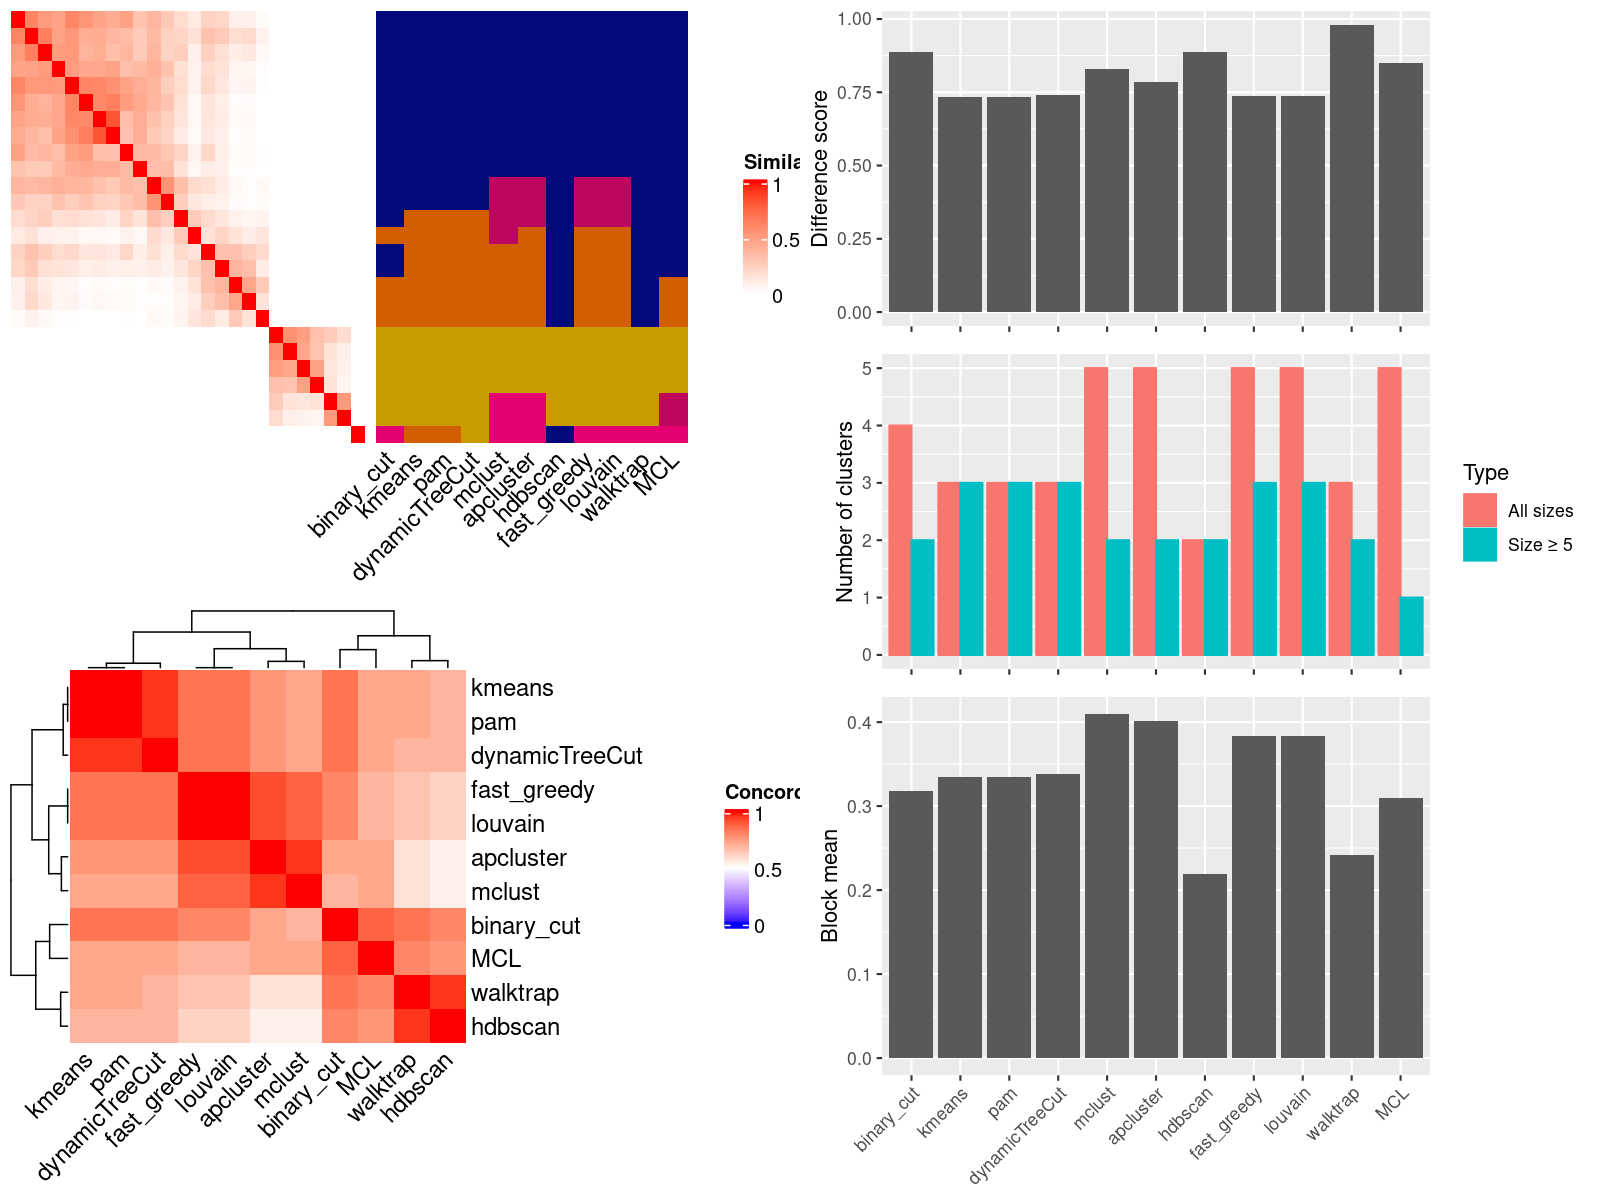 Simila
1
0.5
0
binary_cut
kmeans
pam
dynamicTreeCut
mclust
apcluster
hdbscan
fast_greedy
louvain
walktrap
MCL
kmeans
pam
dynamicTreeCut
fast_greedy
louvain
apcluster
mclust
binary_cut
MCL
walktrap
hdbscan
Concord
1
0.5
0
kmeans
pam
dynamicTreeCut
fast_greedy
louvain
apcluster
mclust
binary_cut
MCL
walktrap
hdbscan
Difference score
1.00
0.75
0.50
0.25
0.00
Number of clusters
5
4
3
2
1
0
Type
All sizes
Size ≥ 5
Block mean
0.4
0.3
0.2
0.1
0.0
binary_cut
kmeans
pam
dynamicTreeCut
mclust
apcluster
hdbscan
fast_greedy
louvain
walktrap
MCL